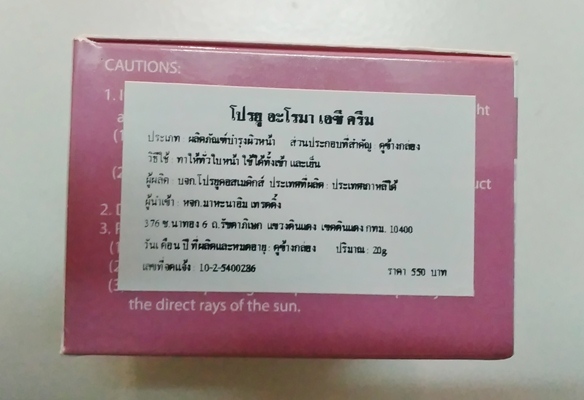 CAUTIONS:
1. I
ht
a
(1
(2
uct
2. D
3. F
(1
(2
(3
the direct rays of the sun.
โปรยู อะโรมา เอซี ครีม
ประเภท ผลิตภัณฑ์บำรุงผิวหน้า ส่วนประกอบที่สำคัญ ดูข้างกล่อง
วิธีใช้ ทาให้ทั่วใบหน้า ใช้ได้ทั้งเช้า และเย็น
ผู้ผลิต : บจก.โปรยูคอสเมติกส์ ประเทศที่ผลิต : ประเทศเกาหลีใต้
ผู้นำเข้า : หจก.มาหะนาอิม เทรดดิ้ง
376 ซ.นาทอง 6 ถ.รัชดาภิเษก แขวงดินแดง เขตดินแดง กทม. 10400
วันเดือน ปี ที่ผลิตและหมดอายุ : ดูข้างกล่อง ปริมาณ : 20g
เลขที่จดแจ้ง 10-2-5400286 ราคา 550 บาท